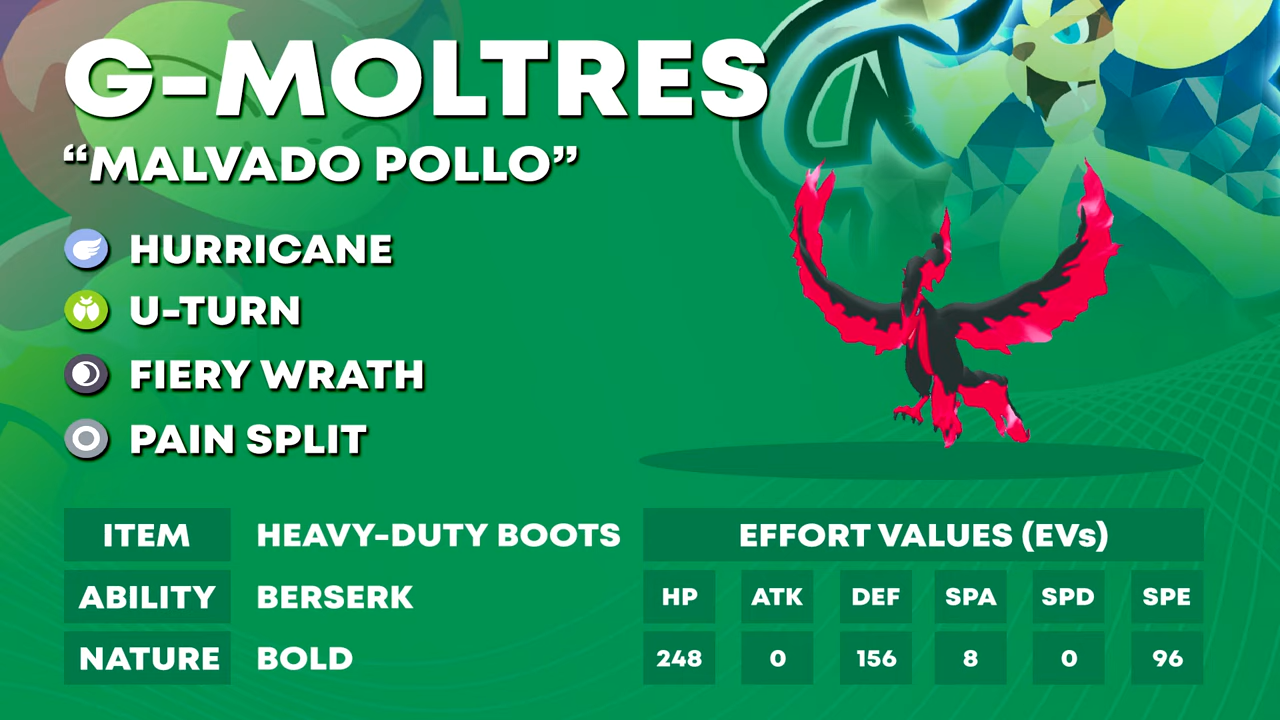 G-MOLTRES
“MALVADO POLLO”
HURRICANE
U-TURN
FIERY WRATH
PAIN SPLIT
ITEM HEAVY-DUTY BOOTS
ABILITY BERSERK
NATURE BOLD
EFFORT VALUES (EVs)
HP ATK DEF SPA SPD SPE
248 0 156 8 0 96